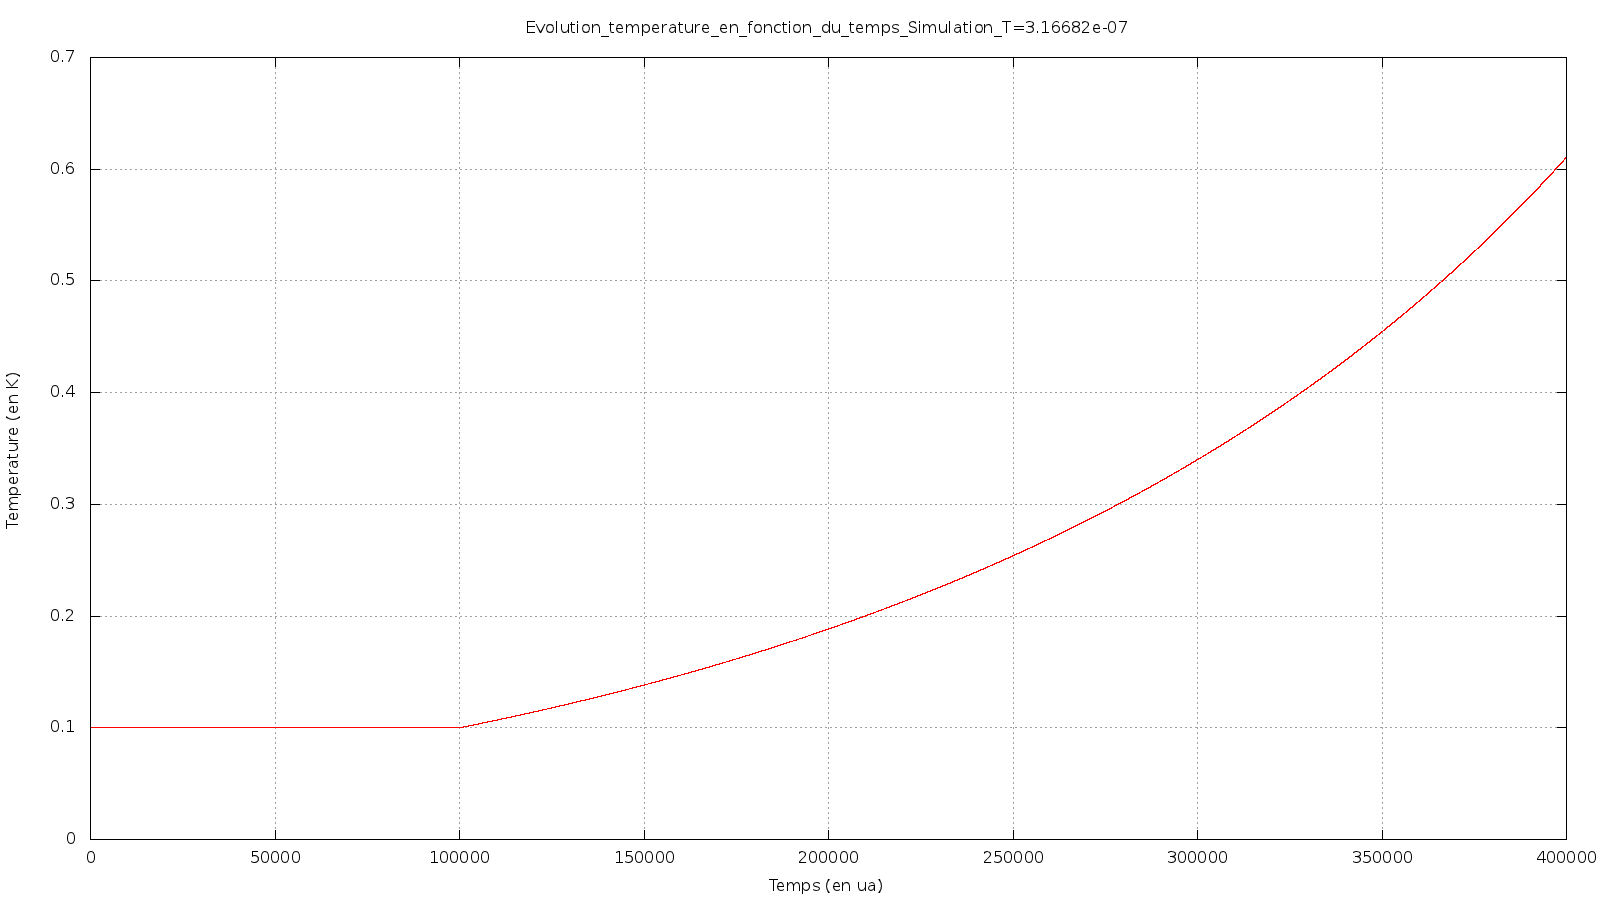 Evolution_temperature_en_fonction_du_temps_Simulation_T=3.16682e-07
0.7
0.6
0.5
0.4
0.3
0.2
0.1
0
Temperature (en K)
0 50000 100000 150000 200000 250000 300000 350000 400000
Temps (en ua)